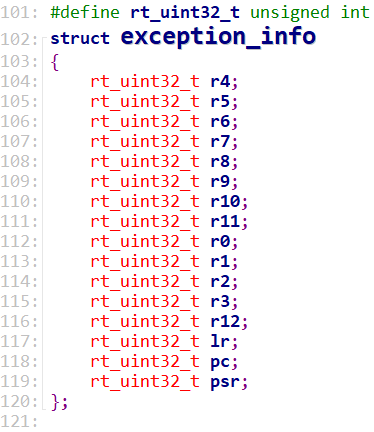 101: #define rt_uint32_t unsigned int
102: struct exception_info
103: {
104: rt_uint32_t r4;
105: rt_uint32_t r5;
106: rt_uint32_t r6;
107: rt_uint32_t r7;
108: rt_uint32_t r8;
109: rt_uint32_t r9;
110: rt_uint32_t r10;
111: rt_uint32_t r11;
112: rt_uint32_t r0;
113: rt_uint32_t r1;
114: rt_uint32_t r2;
115: rt_uint32_t r3;
116: rt_uint32_t r12;
117: rt_uint32_t lr;
118: rt_uint32_t pc;
119: rt_uint32_t psr;
120: };
121: